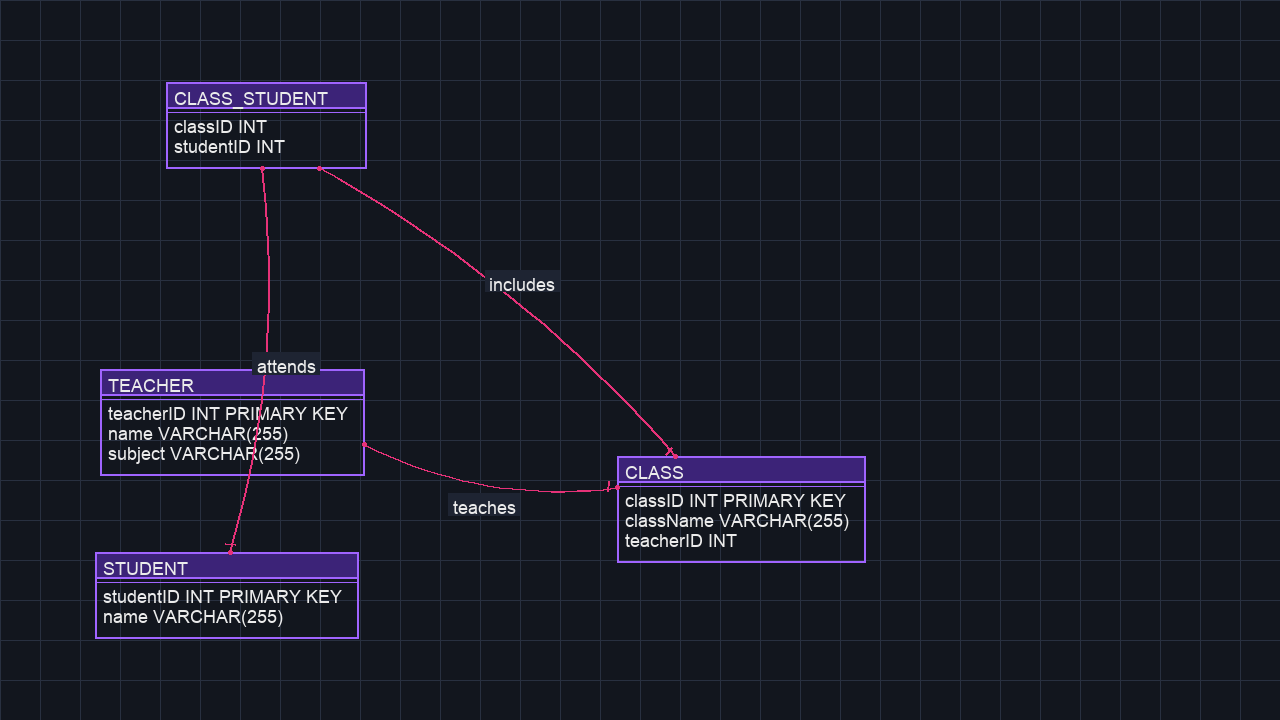 CLASS_STUDENT
classID INT
studentID INT
includes
attends
TEACHER
teacherID INT PRIMARY KEY
name VARCHAR(255)
subject VARCHAR(255)
teaches
CLASS
classID INT PRIMARY KEY
className VARCHAR(255)
teacherID INT
STUDENT
studentID INT PRIMARY KEY
name VARCHAR(255)